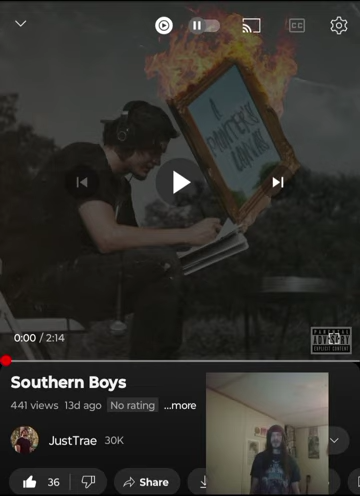 CC
A
PAINTER'S
CANVAS
0:00 / 2:14
PARENTAL
ADVISORY
EXPLICIT CONTENT
Southern Boys
441 views 13d ago No rating ...more
JustTrae 30K
36 Share